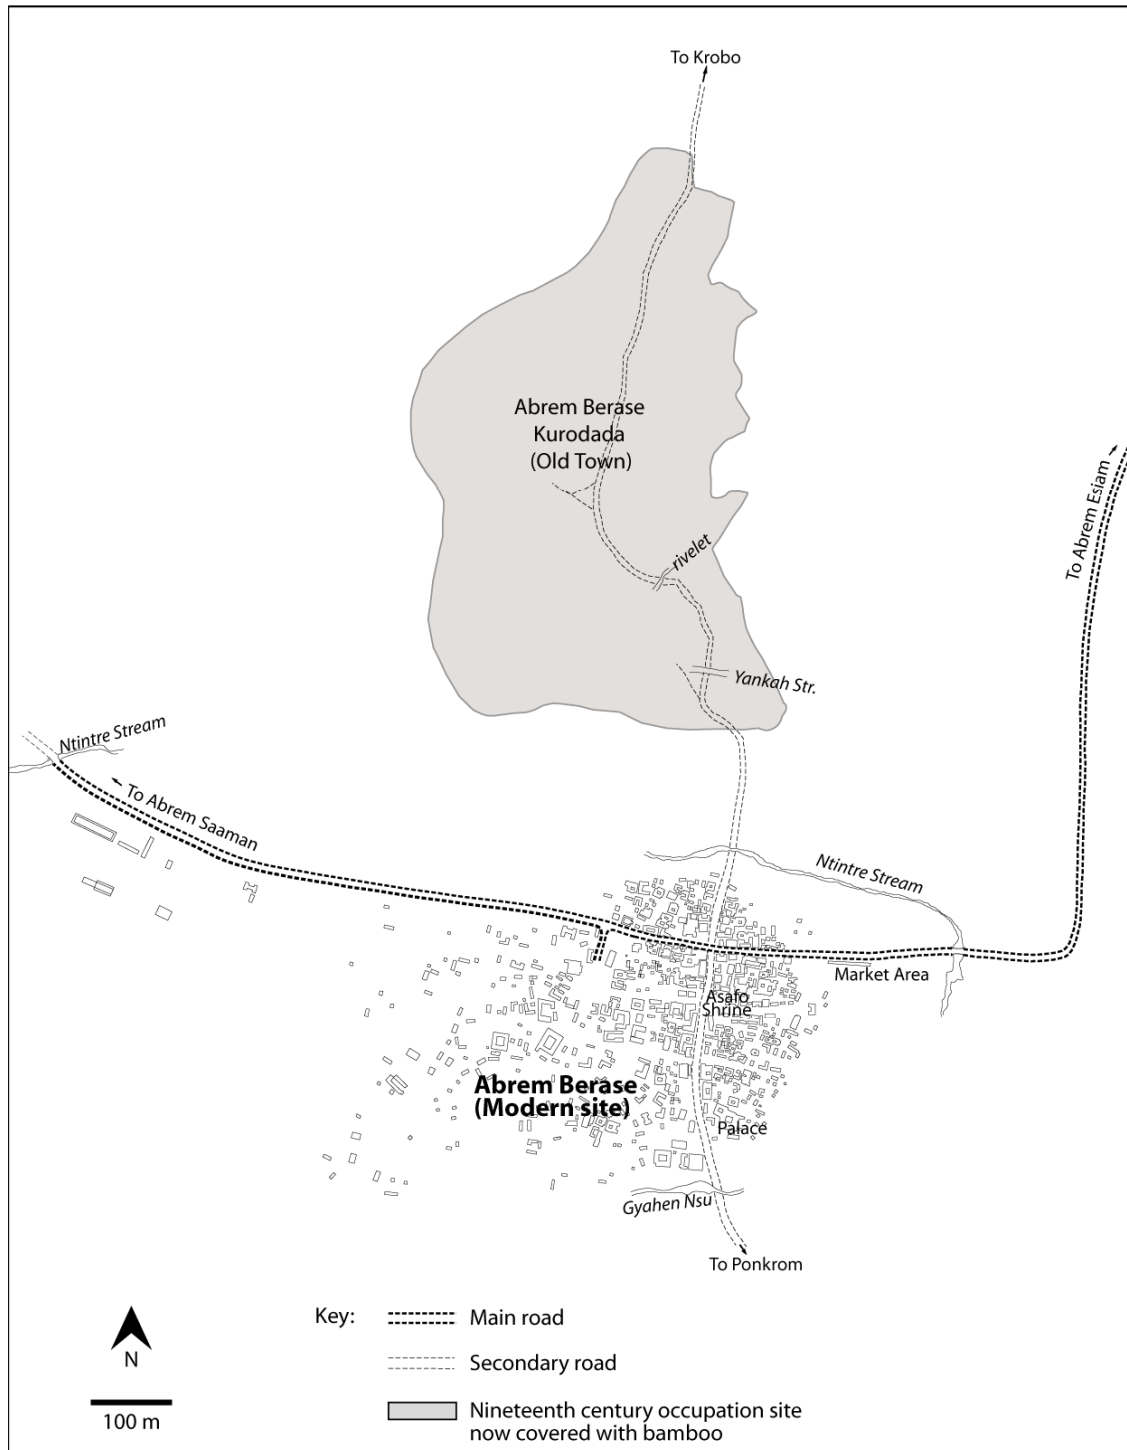 To Krobo
Abrem Berase
Kurodada
(Old Town)
To Abrem Esiam
rivelet
Yankah Str.
Ntintre Stream
To Abrem Saaman
Ntintre Stream
Market Area
Asafo
Shrine
Abrem Berase
(Modern site)
Palace
Gyahen Nsu
To Ponkrom
Key:
Main road
N
Secondary road
100 m
Nineteenth century occupation site
now covered with bamboo